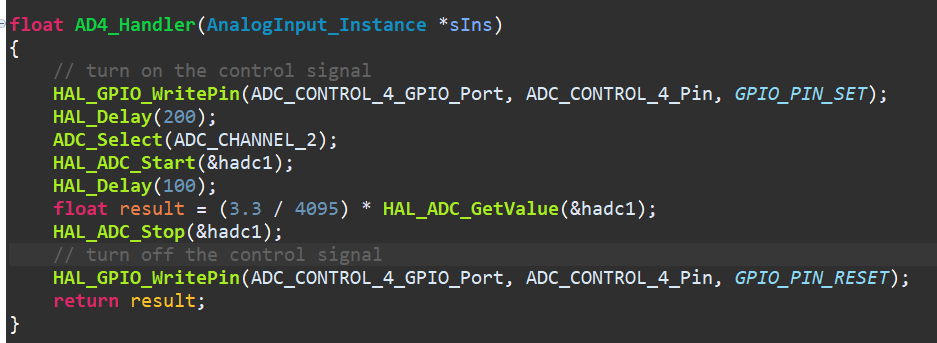 float AD4_Handler(AnalogInput_Instance *sIns)
{
// turn on the control signal
HAL_GPIO_WritePin(ADC_CONTROL_4_GPIO_Port, ADC_CONTROL_4_Pin, GPIO_PIN_SET);
HAL_Delay(200);
ADC_Select(ADC_CHANNEL_2);
HAL_ADC_Start(&hadc1);
HAL_Delay(100);
float result = (3.3 / 4095) * HAL_ADC_GetValue(&hadc1);
HAL_ADC_Stop(&hadc1);
// turn off the control signal
HAL_GPIO_WritePin(ADC_CONTROL_4_GPIO_Port, ADC_CONTROL_4_Pin, GPIO_PIN_RESET);
return result;
}